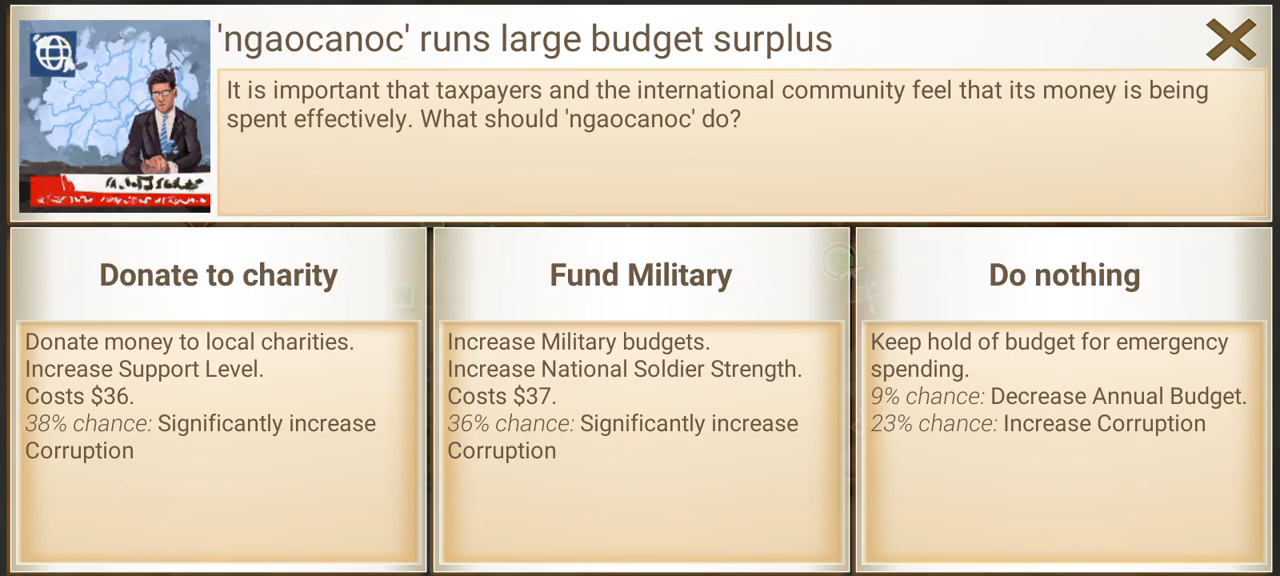 'ngaocanoc' runs large budget surplus
It is important that taxpayers and the international community feel that its money is being
spent effectively. What should 'ngaocanoc' do?
Donate to charity
Donate money to local charities.
Increase Support Level.
Costs $36.
38% chance: Significantly increase
Corruption
Fund Military
Increase Military budgets.
Increase National Soldier Strength.
Costs $37.
36% chance: Significantly increase
Corruption
Do nothing
Keep hold of budget for emergency
spending.
9% chance: Decrease Annual Budget.
23% chance: Increase Corruption